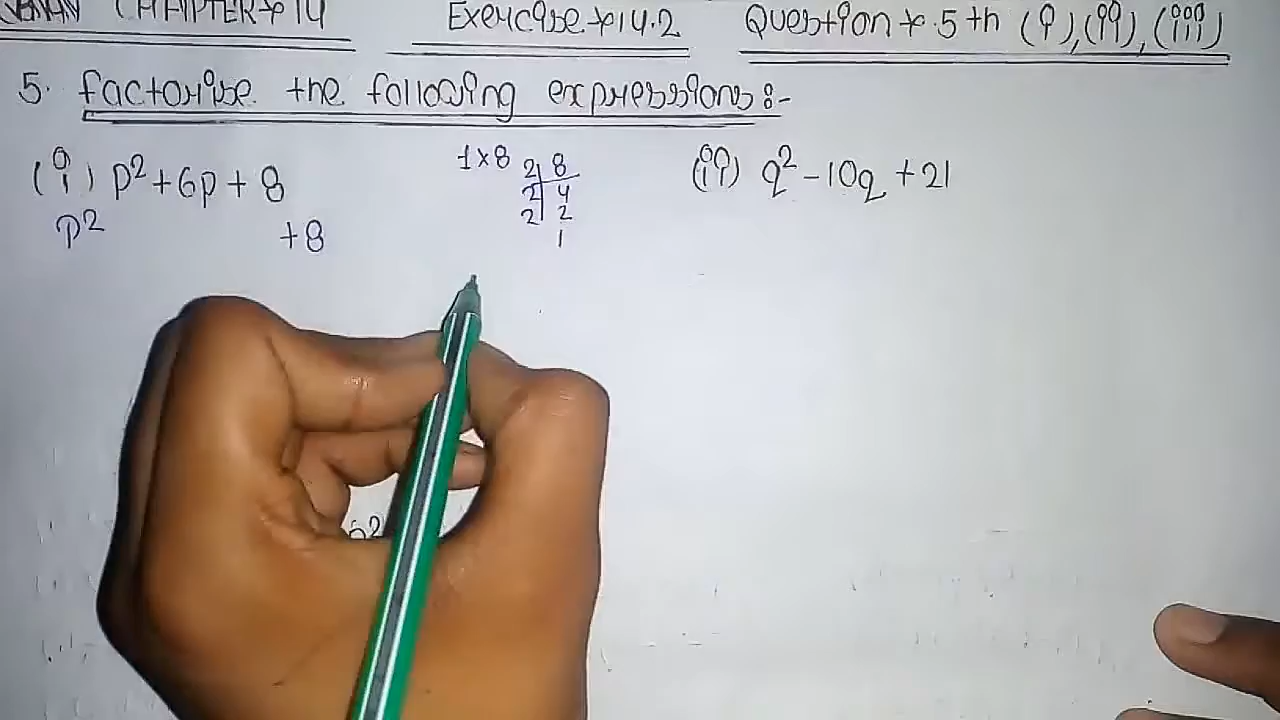 CHAPTER → 14 Exercise → 14.2 Question → 5th (i), (ii), (iii)
5. factorise the following expressions :-
(i) p² + 6p + 8
p² + 8
1 × 8
2 8
2 4
2 2
1
(ii) q² - 10q + 21